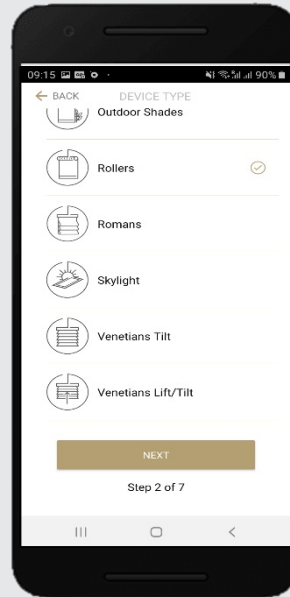 09:15 90%
← BACK DEVICE TYPE
Outdoor Shades
Rollers
Romans
Skylight
Venetians Tilt
Venetians Lift/Tilt
NEXT
Step 2 of 7